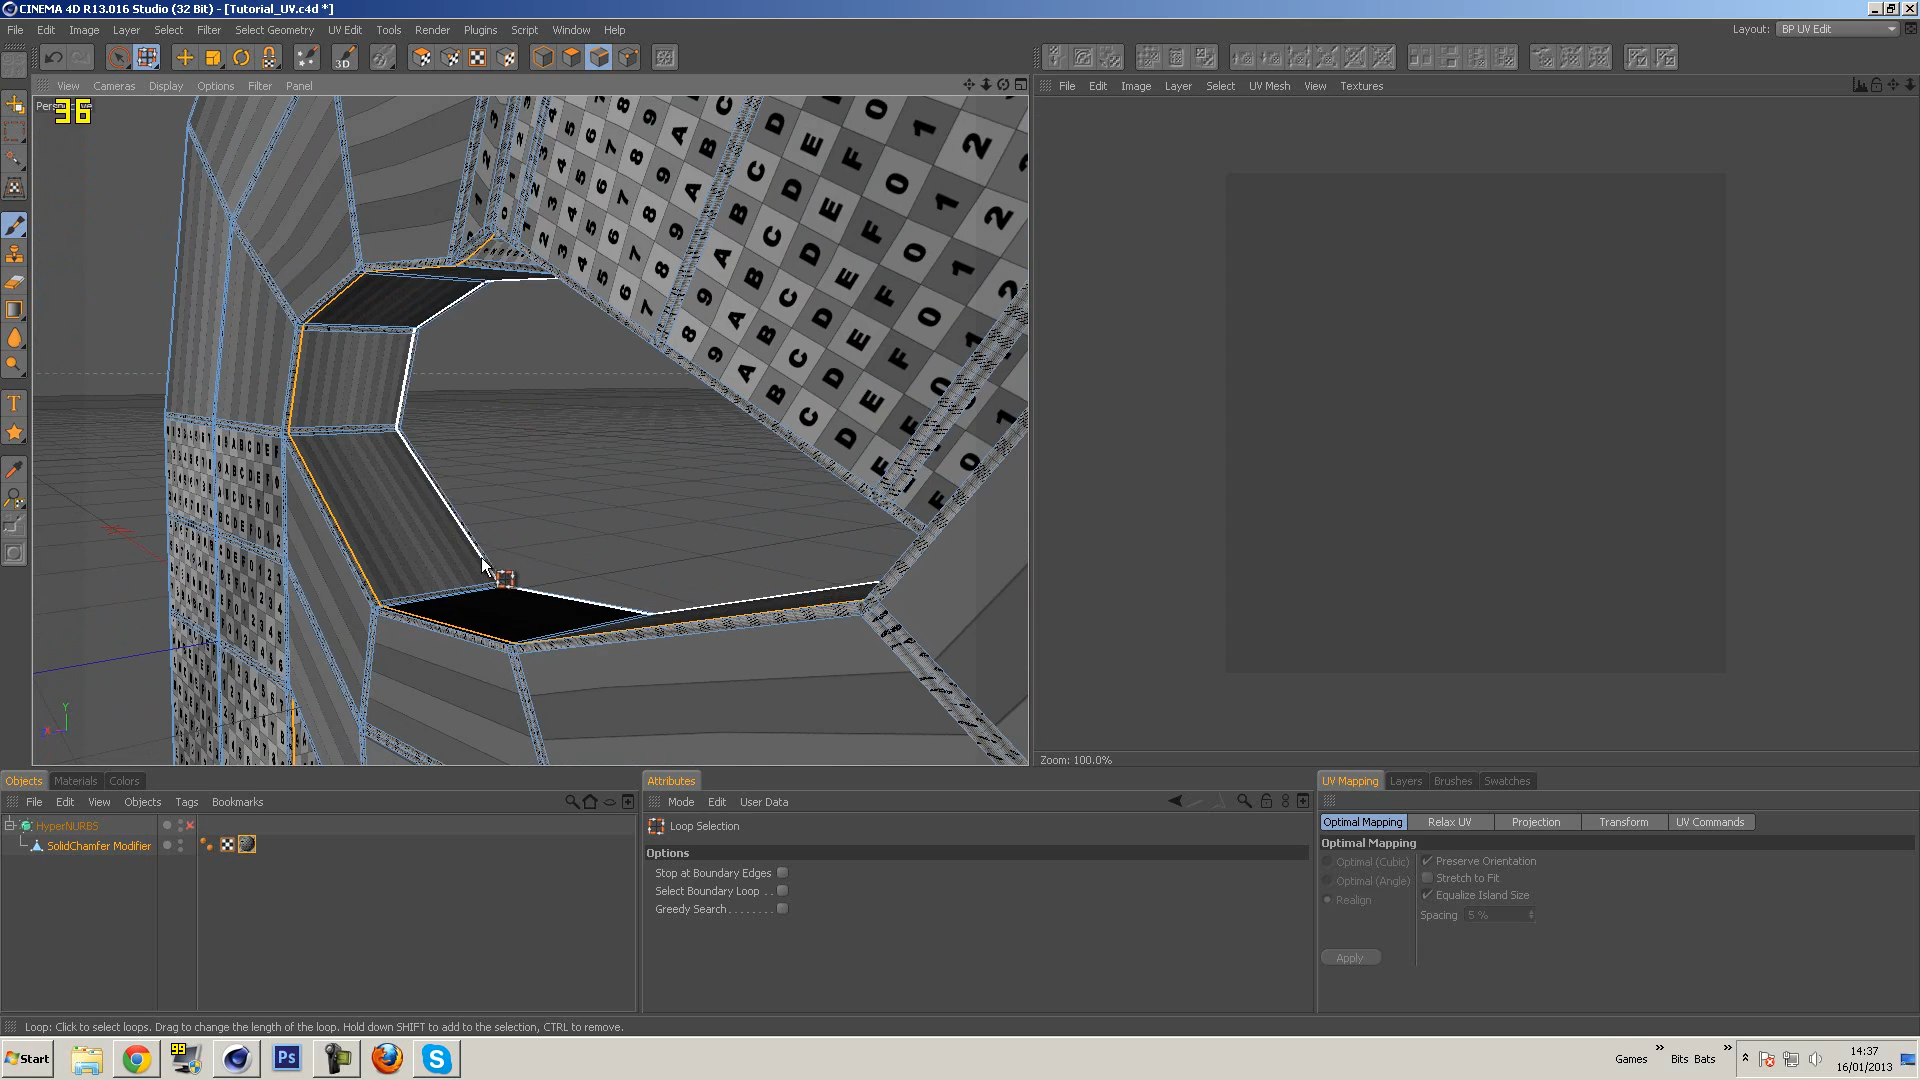 CINEMA 4D R13.016 Studio (32 Bit) - [Tutorial_UV.c4d *]
File Edit Image Layer Select Filter Select Geometry UV Edit Tools Render Plugins Script Window Help
Layout: BP UV Edit
View Cameras Display Options Filter Panel
File Edit Image Layer Select UV Mesh View Textures
36
Zoom: 100.0%
Objects Materials Colors
File Edit View Objects Tags Bookmarks
HyperNURBS
SolidChamfer Modifier
Attributes
Mode Edit User Data
Loop Selection
Options
Stop at Boundary Edges
Select Boundary Loop . .
Greedy Search . . . . . . . .
UV Mapping Layers Brushes Swatches
Optimal Mapping Relax UV Projection Transform UV Commands
Optimal Mapping
Optimal (Cubic) Preserve Orientation
Optimal (Angle) Stretch to Fit
Realign Equalize Island Size
Spacing 5 %
Apply
Loop: Click to select loops. Drag to change the length of the loop. Hold down SHIFT to add to the selection, CTRL to remove.
Start
99
Ps
Games » Bits Bats »
14:37
16/01/2013